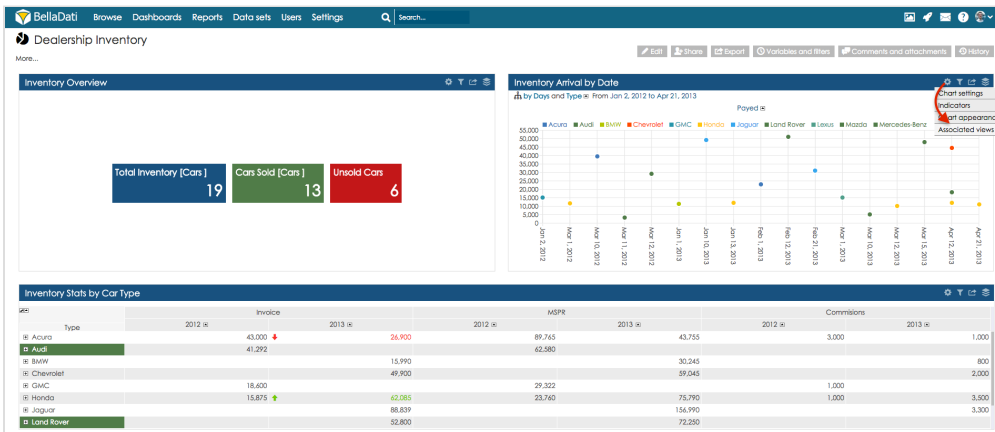 BellaDati Browse Dashboards Reports Data sets Users Settings Search...
Dealership Inventory
More...
Edit Share Export Variables and filters Comments and attachments History
Inventory Overview
Total Inventory [Cars ] Cars Sold [Cars ] Unsold Cars
19 13 6
Inventory Arrival by Date
by Days and Type From Jan 2, 2012 to Apr 21, 2013
Payed
Chart settings
Indicators
appearanc
Associated views
Acura Audi BMW Chevrolet GMC Honda Jaguar Land Rover Lexus Mazda Mercedes-Benz
55,000
50,000
45,000
40,000
35,000
30,000
25,000
20,000
15,000
10,000
5,000
0
Jan 2, 2012
Mar 1, 2012
Mar 10, 2012
Mar 11, 2012
Mar 12, 2012
Jan 1, 2013
Jan 10, 2013
Jan 13, 2013
Feb 1, 2013
Feb 12, 2013
Feb 21, 2013
Mar 1, 2013
Mar 10, 2013
Mar 12, 2013
Mar 15, 2013
Apr 12, 2013
Apr 21, 2013
Inventory Stats by Car Type
Invoice MSPR Commisions
Type 2012 2013 2012 2013 2012 2013
Acura 43,000 26,900 89,765 43,755 3,000 1,000
Audi 41,292 62,580
BMW 15,990 30,245 800
Chevrolet 49,900 59,045 2,000
GMC 18,600 29,322 1,000
Honda 15,875 62,085 23,760 75,790 1,000 3,500
Jaguar 88,839 156,990 3,300
Land Rover 52,800 72,250